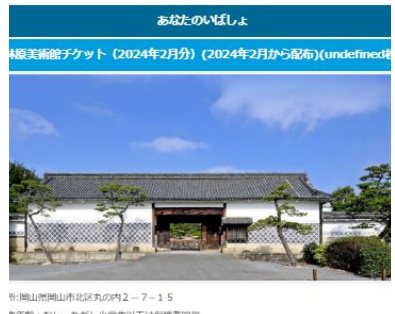 あなたのいばしょ
林原美術館チケット（2024年2月分）(2024年2月から配布)(undefined枚
所:岡山県岡山市北区丸の内2－7－15